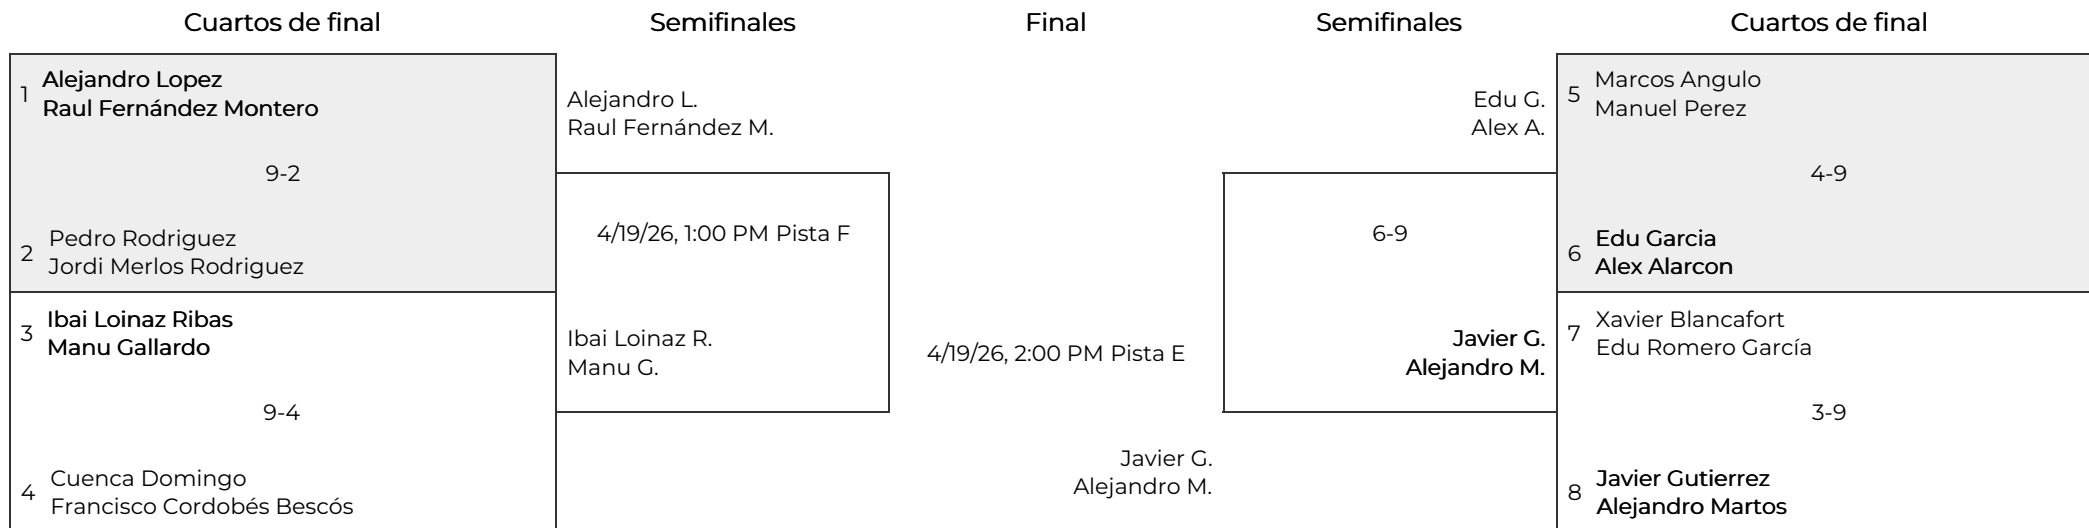 Cuartos de final
Semifinales
Final
Semifinales
Cuartos de final
1
Alejandro Lopez
Raul Fernández Montero
9-2
2
Pedro Rodriguez
Jordi Merlos Rodriguez
3
Ibai Loinaz Ribas
Manu Gallardo
9-4
4
Cuenca Domingo
Francisco Cordobés Bescós
Alejandro L.
Raul Fernández M.
4/19/26, 1:00 PM Pista F
Ibai Loinaz R.
Manu G.
4/19/26, 2:00 PM Pista E
Javier G.
Alejandro M.
Edu G.
Alex A.
6-9
Javier G.
Alejandro M.
5
Marcos Angulo
Manuel Perez
4-9
6
Edu Garcia
Alex Alarcon
7
Xavier Blancafort
Edu Romero García
3-9
8
Javier Gutierrez
Alejandro Martos